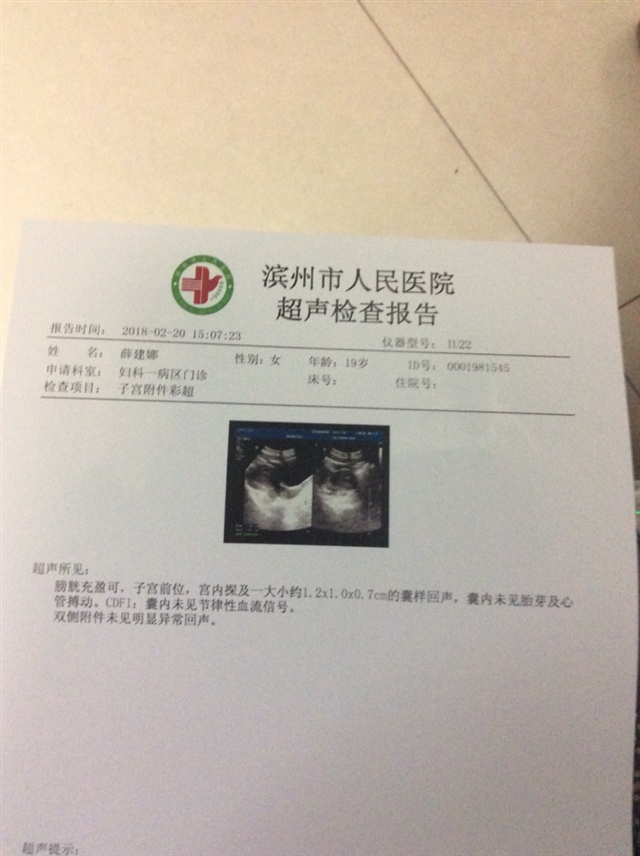 滨州市人民医院
超声检查报告
报告时间： 2018-02-20 15:07:23 仪器型号： IU22
姓 名： 薛建娜 性别：女 年龄：19岁 ID号：0001981545
申请科室： 妇科一病区门诊 床号： 住院号：
检查项目： 子宫附件彩超
超声所见：
膀胱充盈可，子宫前位，宫内探及一大小约1.2x1.0x0.7cm的囊样回声，囊内未见胎芽及心
管搏动。CDFI：囊内未见节律性血流信号。
双侧附件未见明显异常回声。
超声提示：